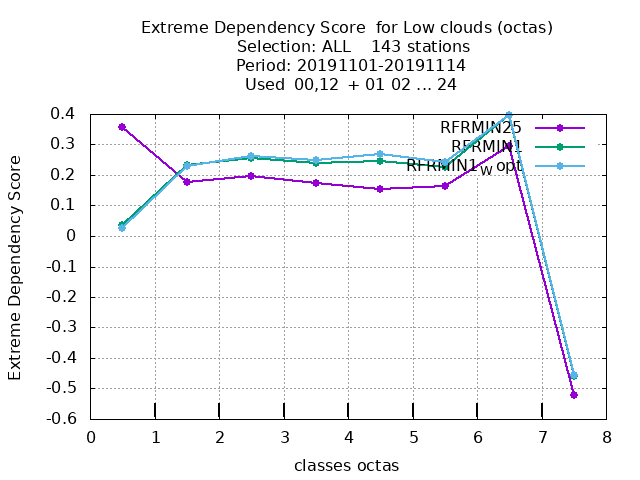 Extreme Dependency Score  for Low clouds (octas)
Selection: ALL    143 stations
Period: 20191101-20191114
Used  00,12  + 01 02 ... 24
RFRMIN25
RFRMIN1
RFRMIN1w opt
Extreme Dependency Score
0.4
0.3
0.2
0.1
0
-0.1
-0.2
-0.3
-0.4
-0.5
-0.6
0 1 2 3 4 5 6 7 8
classes octas